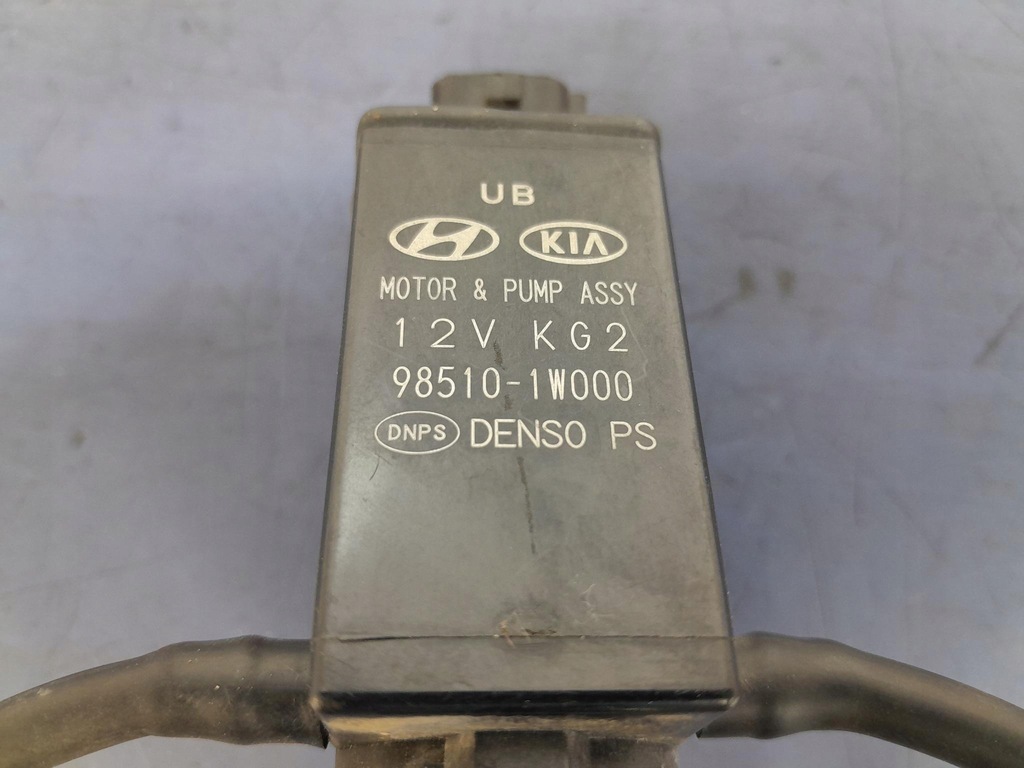 UB
H KIA
MOTOR & PUMP ASSY
12V KG2
98510-1W000
DNPS DENSO PS